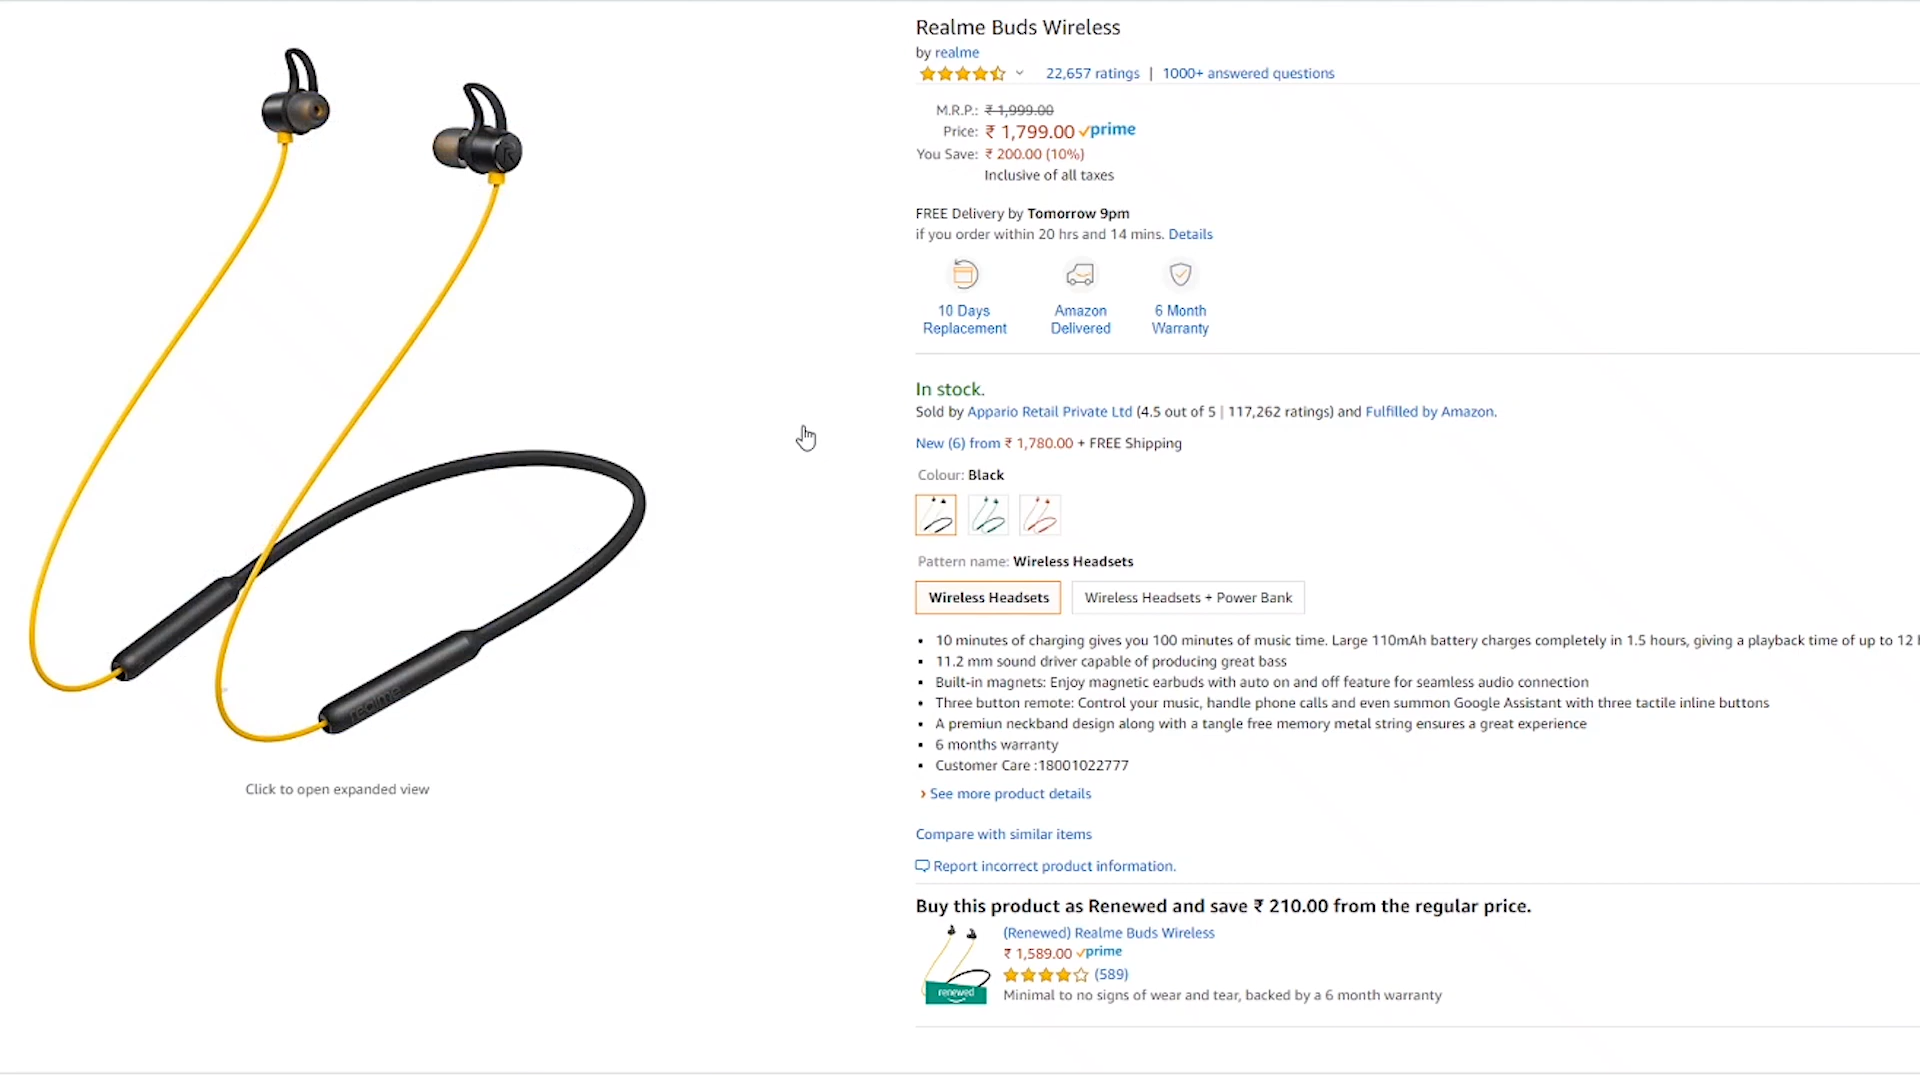 Realme Buds Wireless
by realme
22,657 ratings | 1000+ answered questions
M.R.P.: ₹ 1,999.00
Price: ₹ 1,799.00 prime
You Save: ₹ 200.00 (10%)
Inclusive of all taxes
FREE Delivery by Tomorrow 9pm
if you order within 20 hrs and 14 mins. Details
10 Days Replacement
Amazon Delivered
6 Month Warranty
In stock.
Sold by Appario Retail Private Ltd (4.5 out of 5 | 117,262 ratings) and Fulfilled by Amazon.
New (6) from ₹ 1,780.00 + FREE Shipping
Colour: Black
Pattern name: Wireless Headsets
Wireless Headsets
Wireless Headsets + Power Bank
10 minutes of charging gives you 100 minutes of music time. Large 110mAh battery charges completely in 1.5 hours, giving a playback time of up to 12
11.2 mm sound driver capable of producing great bass
Built-in magnets: Enjoy magnetic earbuds with auto on and off feature for seamless audio connection
Three button remote: Control your music, handle phone calls and even summon Google Assistant with three tactile inline buttons
A premiun neckband design along with a tangle free memory metal string ensures a great experience
6 months warranty
Customer Care :18001022777
› See more product details
Compare with similar items
Report incorrect product information.
Buy this product as Renewed and save ₹ 210.00 from the regular price.
(Renewed) Realme Buds Wireless
₹ 1,589.00 prime
(589)
Minimal to no signs of wear and tear, backed by a 6 month warranty
renewed
realme
Click to open expanded view